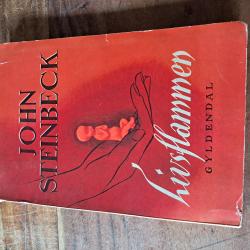 JOHN
STEINBECK
livsflammen
GYLDENDAL